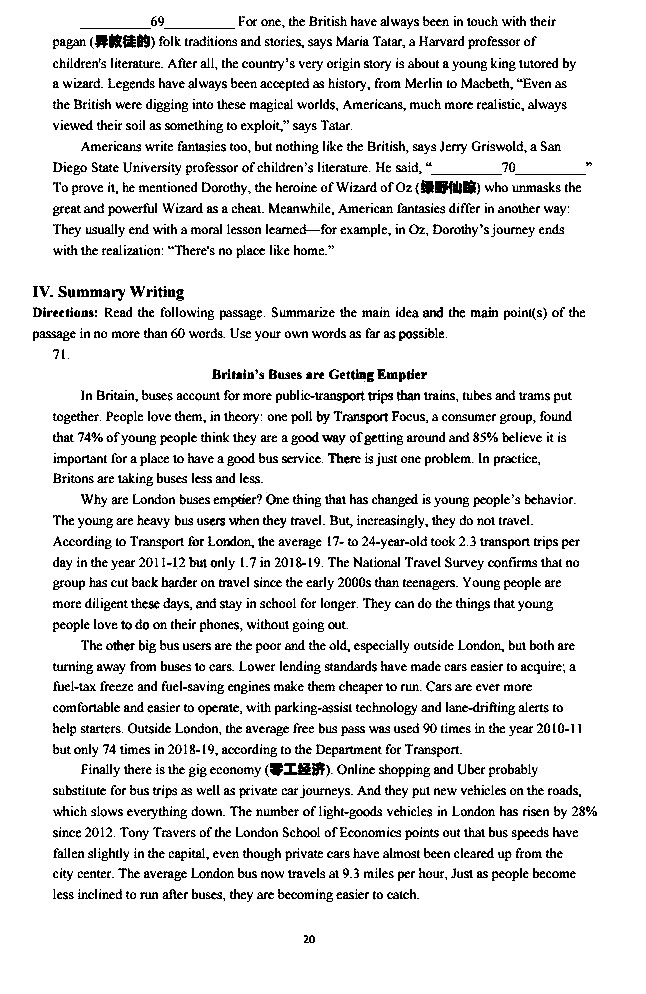 ____________69____________ For one, the British have always been in touch with their
pagan (异教徒的) folk traditions and stories, says Maria Tatar, a Harvard professor of
children's literature. After all, the country's very origin story is about a young king tutored by
a wizard. Legends have always been accepted as history, from Merlin to Macbeth, “Even as
the British were digging into these magical worlds, Americans, much more realistic, always
viewed their soil as something to exploit,” says Tatar.
Americans write fantasies too, but nothing like the British, says Jerry Griswold, a San
Diego State University professor of children's literature. He said, “____________70____________”
To prove it, he mentioned Dorothy, the heroine of Wizard of Oz (绿野仙踪) who unmasks the
great and powerful Wizard as a cheat. Meanwhile, American fantasies differ in another way:
They usually end with a moral lesson learned—for example, in Oz, Dorothy's journey ends
with the realization: “There's no place like home.”
IV. Summary Writing
Directions: Read the following passage. Summarize the main idea and the main point(s) of the
passage in no more than 60 words. Use your own words as far as possible.
71.
Britain's Buses are Getting Emptier
In Britain, buses account for more public-transport trips than trains, tubes and trams put
together. People love them, in theory: one poll by Transport Focus, a consumer group, found
that 74% of young people think they are a good way of getting around and 85% believe it is
important for a place to have a good bus service. There is just one problem. In practice,
Britons are taking buses less and less.
Why are London buses emptier? One thing that has changed is young people's behavior.
The young are heavy bus users when they travel. But, increasingly, they do not travel.
According to Transport for London, the average 17- to 24-year-old took 2.3 transport trips per
day in the year 2011-12 but only 1.7 in 2018-19. The National Travel Survey confirms that no
group has cut back harder on travel since the early 2000s than teenagers. Young people are
more diligent these days, and stay in school for longer. They can do the things that young
people love to do on their phones, without going out.
The other big bus users are the poor and the old, especially outside London, but both are
turning away from buses to cars. Lower lending standards have made cars easier to acquire; a
fuel-tax freeze and fuel-saving engines make them cheaper to run. Cars are ever more
comfortable and easier to operate, with parking-assist technology and lane-drifting alerts to
help starters. Outside London, the average free bus pass was used 90 times in the year 2010-11
but only 74 times in 2018-19, according to the Department for Transport.
Finally there is the gig economy (零工经济). Online shopping and Uber probably
substitute for bus trips as well as private car journeys. And they put new vehicles on the roads,
which slows everything down. The number of light-goods vehicles in London has risen by 28%
since 2012. Tony Travers of the London School of Economics points out that bus speeds have
fallen slightly in the capital, even though private cars have almost been cleared up from the
city center. The average London bus now travels at 9.3 miles per hour, Just as people become
less inclined to run after buses, they are becoming easier to catch.
20